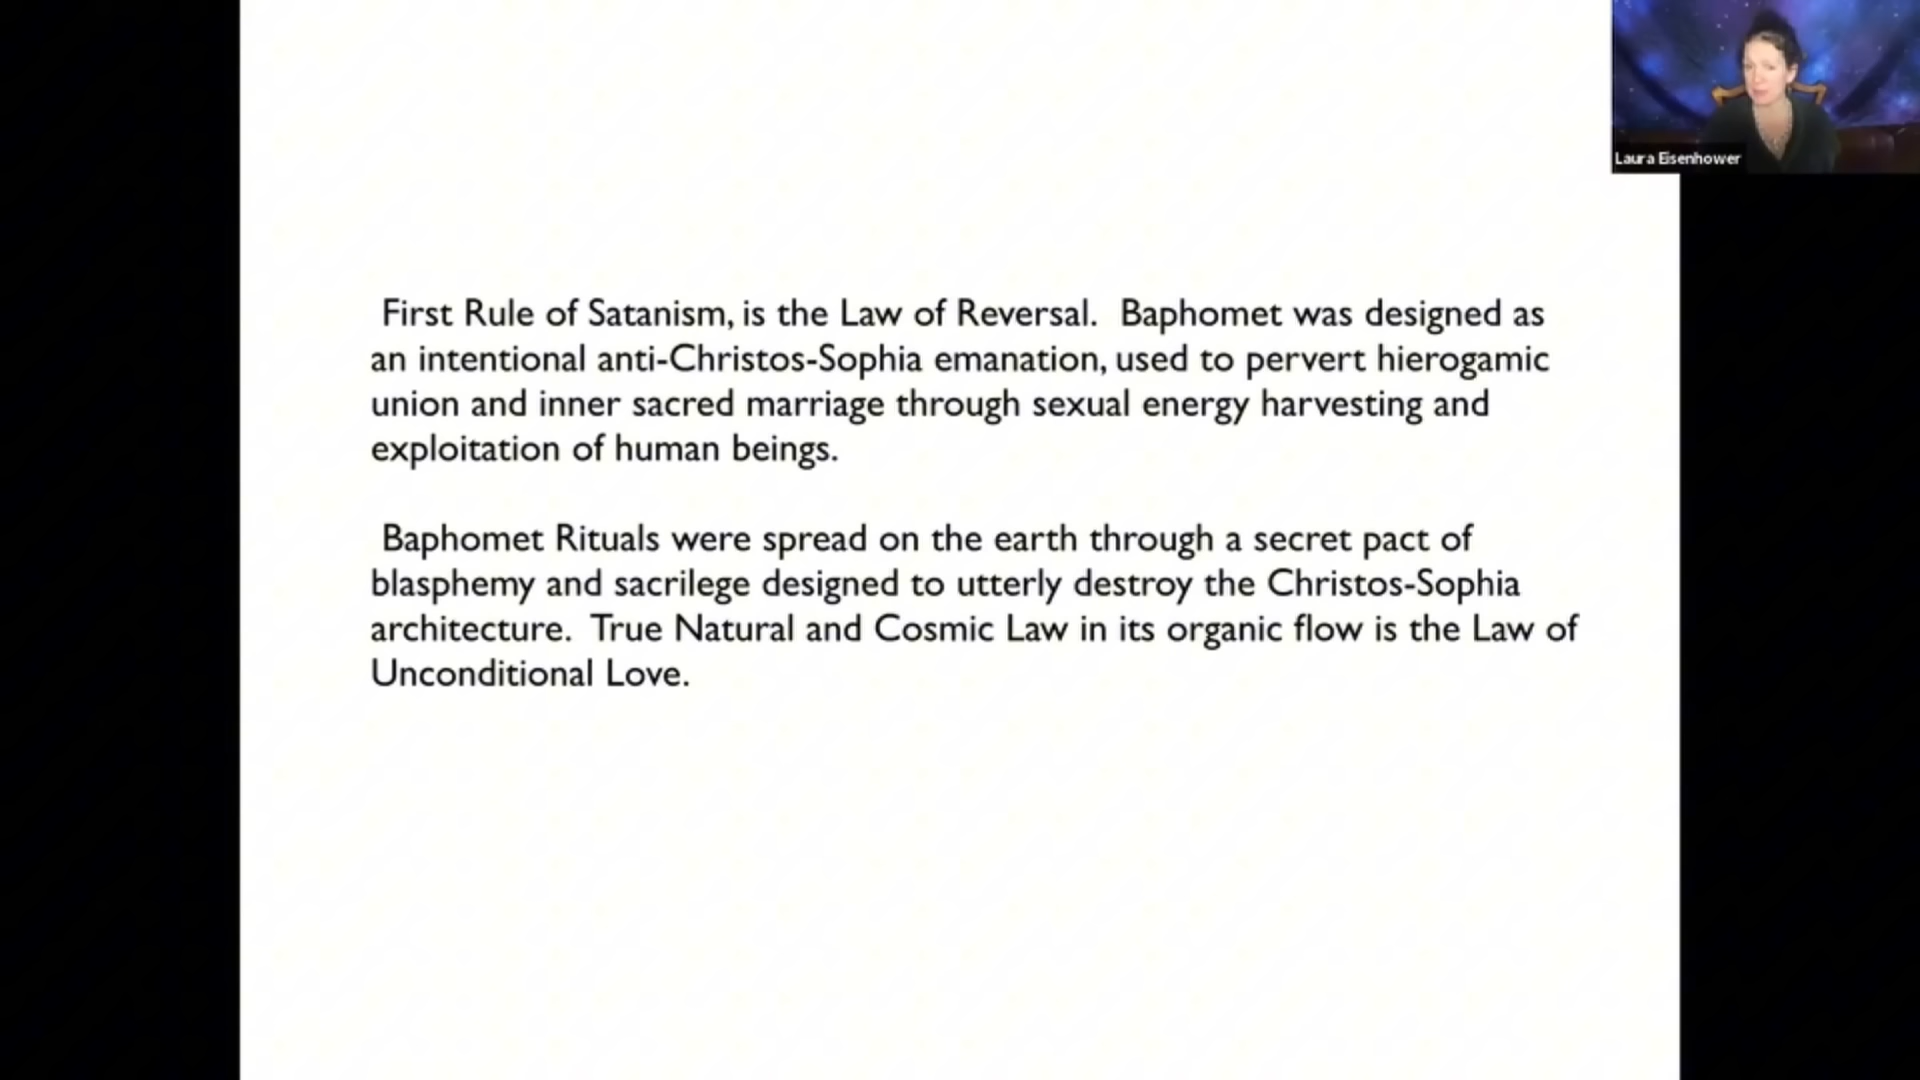 Laura Eisenhower
First Rule of Satanism, is the Law of Reversal.  Baphomet was designed as
an intentional anti-Christos-Sophia emanation, used to pervert hierogamic
union and inner sacred marriage through sexual energy harvesting and
exploitation of human beings.
Baphomet Rituals were spread on the earth through a secret pact of
blasphemy and sacrilege designed to utterly destroy the Christos-Sophia
architecture.  True Natural and Cosmic Law in its organic flow is the Law of
Unconditional Love.